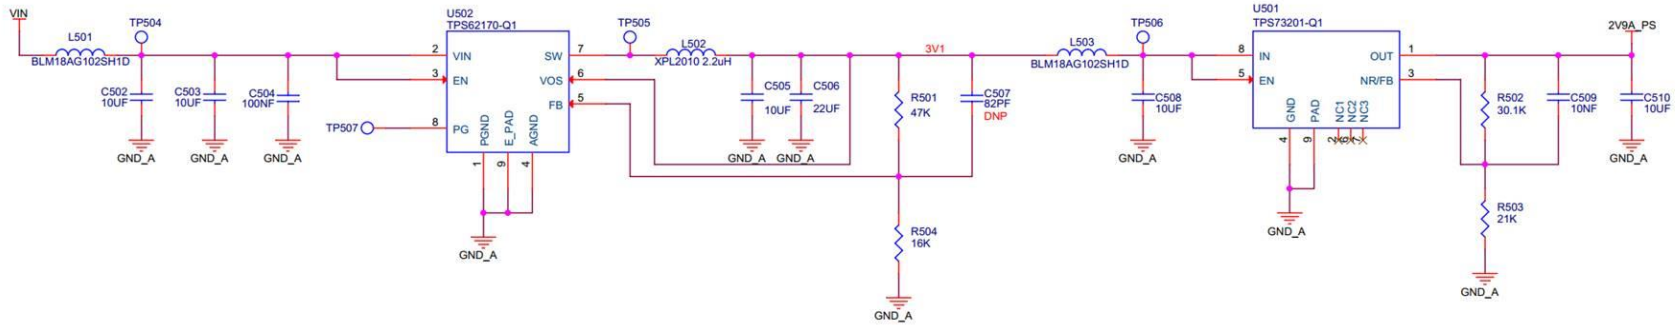 VIN
L501
BLM18AG102SH1D
TP504
C502
10UF
GND_A
C503
10UF
GND_A
C504
100NF
GND_A
U502
TPS62170-Q1
2
VIN
3
EN
TP507
8
PG
SW
7
VOS
6
FB
5
PGND
E_PAD
AGND
1
9
4
GND_A
TP505
L502
XPL2010 2.2uH
C505
10UF
GND_A
C506
22UF
GND_A
3V1
R501
47K
C507
82PF
DNP
R504
16K
GND_A
L503
BLM18AG102SH1D
TP506
C508
10UF
GND_A
U501
TPS73201-Q1
8
IN
5
EN
OUT
1
NR/FB
3
GND
PAD
NC1
NC2
NC3
4
9
2
GND_A
2V9A_PS
R502
30.1K
C509
10NF
C510
10UF
GND_A
R503
21K
GND_A